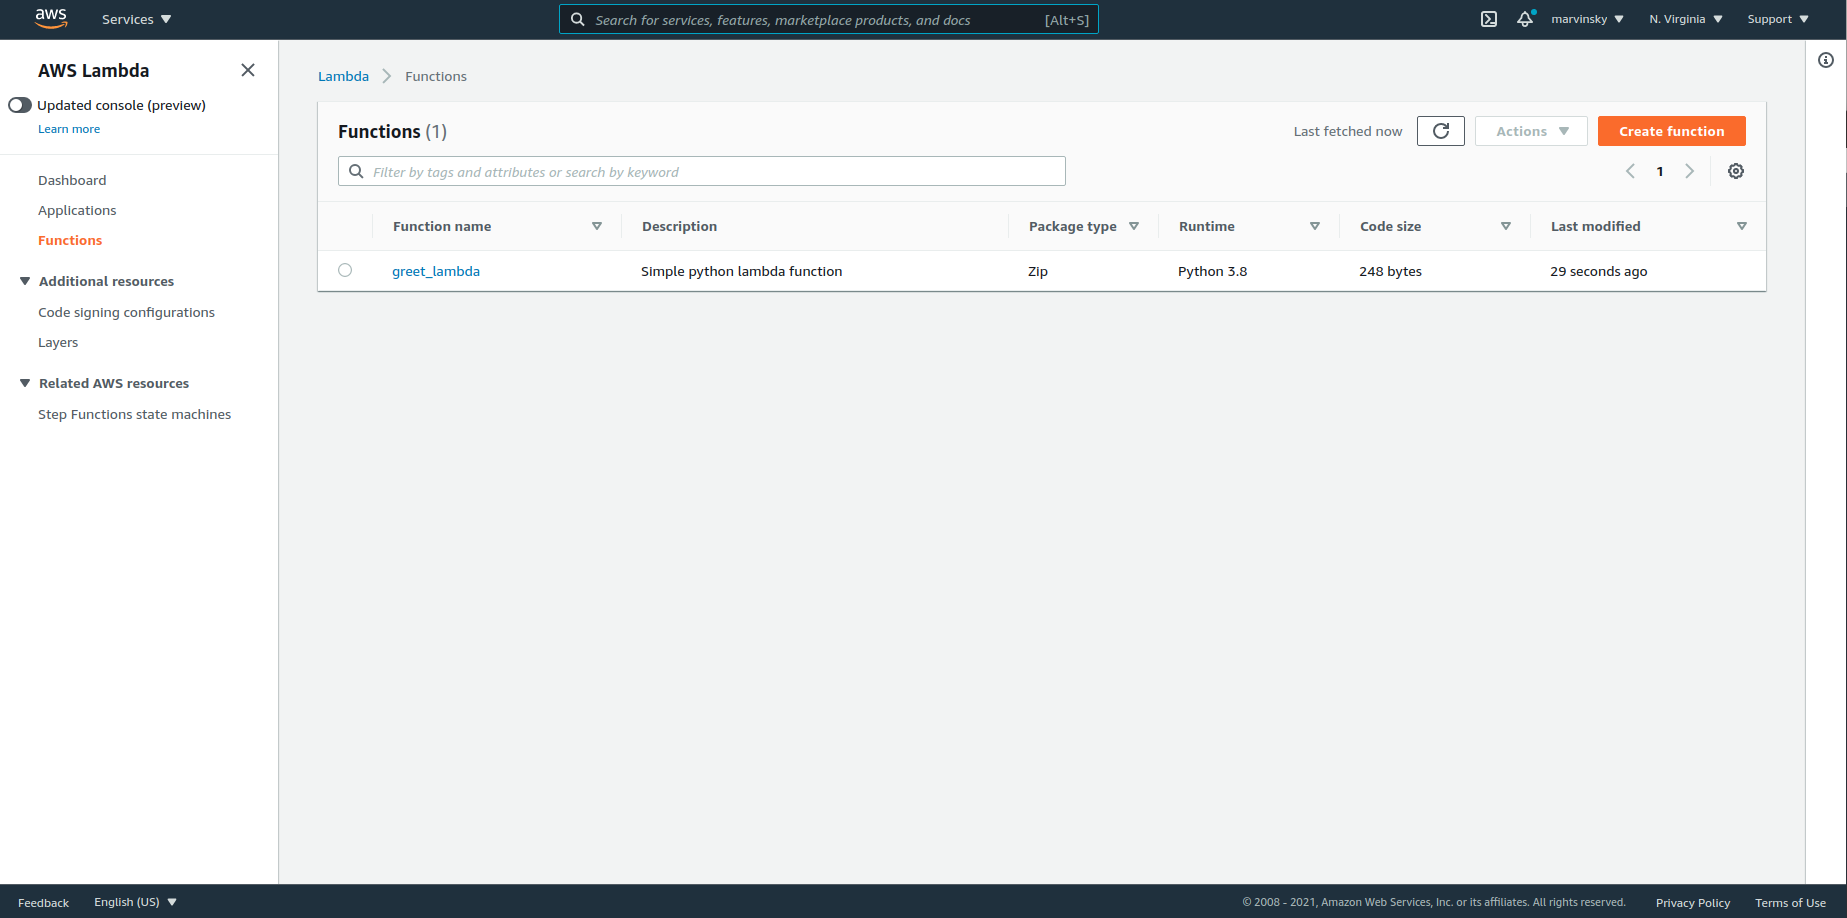 aws Services Search for services, features, marketplace products, and docs [Alt+S] marvinsky N. Virginia Support
AWS Lambda
Updated console (preview)
Learn more
Dashboard
Applications
Functions
Additional resources
Code signing configurations
Layers
Related AWS resources
Step Functions state machines
Lambda Functions
Functions (1) Last fetched now Actions Create function
Filter by tags and attributes or search by keyword 1
Function name Description Package type Runtime Code size Last modified
greet_lambda Simple python lambda function Zip Python 3.8 248 bytes 29 seconds ago
Feedback English (US) © 2008 - 2021, Amazon Web Services, Inc. or its affiliates. All rights reserved. Privacy Policy Terms of Use